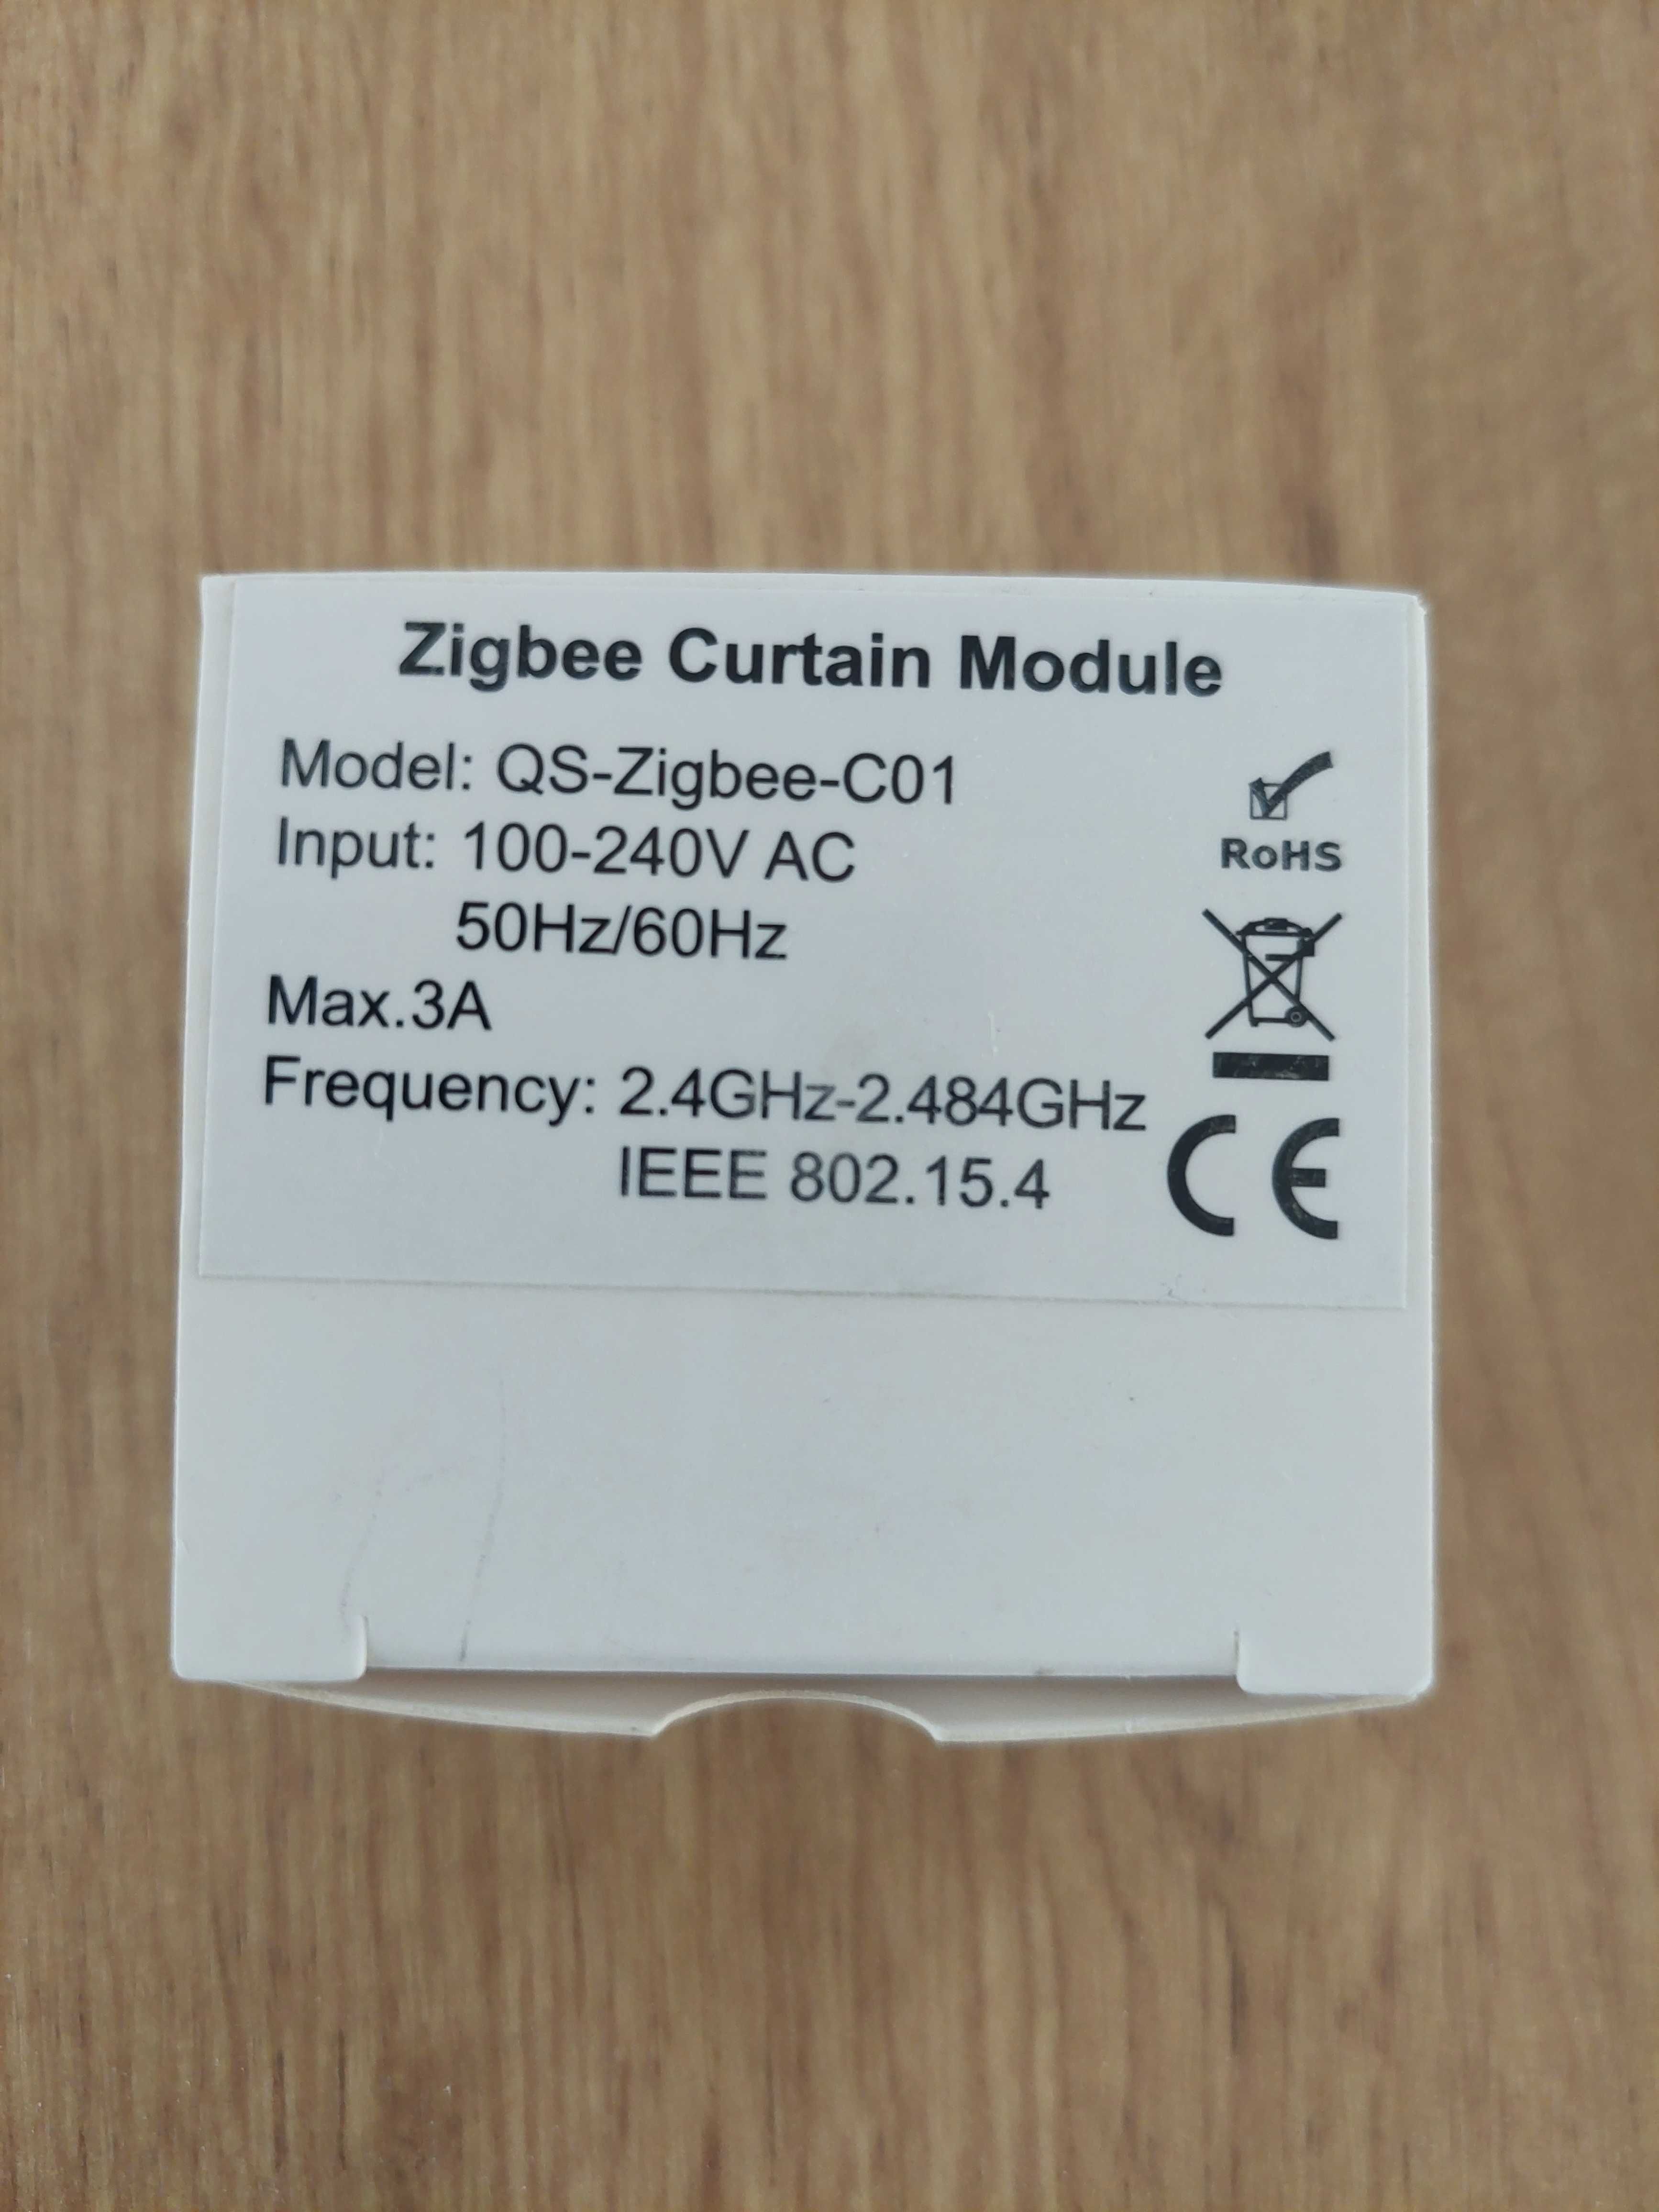 Zigbee Curtain Module
Model: QS-Zigbee-C01
Input: 100-240V AC
50Hz/60Hz
Max.3A
Frequency: 2.4GHz-2.484GHz
IEEE 802.15.4
RoHS
CE